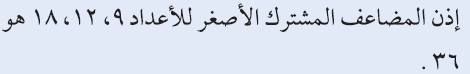 إذن المضاعف المشترك الأصغر للأعداد ٩، ١٢، ١٨ هو
٣٦ .